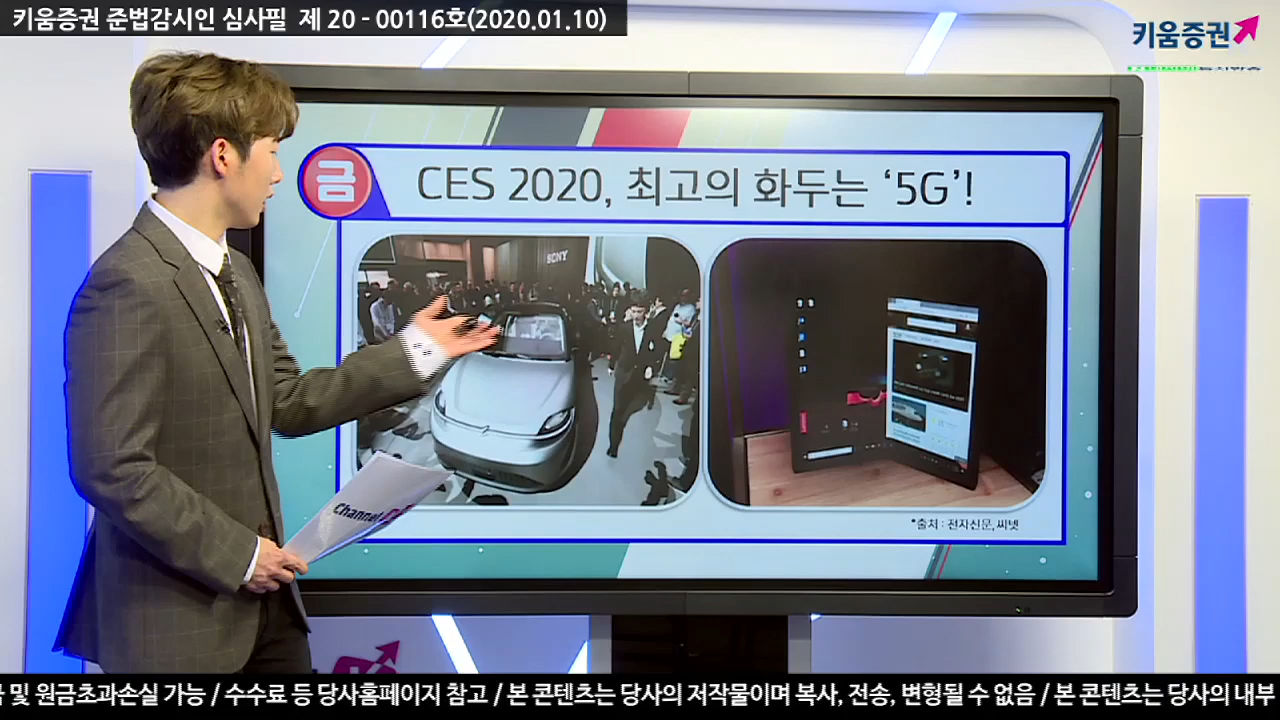 키움증권 준법감시인 심사필 제 20 - 00116호(2020.01.10)
키움증권
금
CES 2020, 최고의 화두는 ‘5G’!
SONY
*출처 : 전자신문, 씨넷
Channel
및 원금초과손실 가능 / 수수료 등 당사홈페이지 참고 / 본 콘텐츠는 당사의 저작물이며 복사, 전송, 변형될 수 없음 / 본 콘텐츠는 당사의 내부